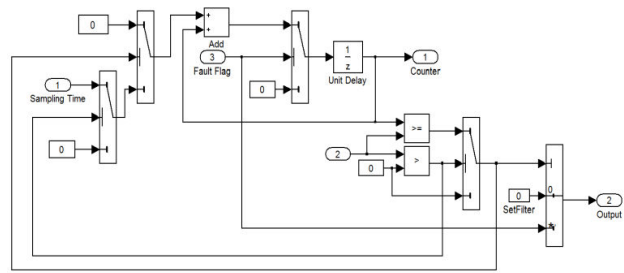 0
+
+
Add
3
Fault Flag
1
Sampling Time
0
0
1
z
Unit Delay
1
Counter
>=
2
>
0
0
SetFilter
0
*,
2
Output